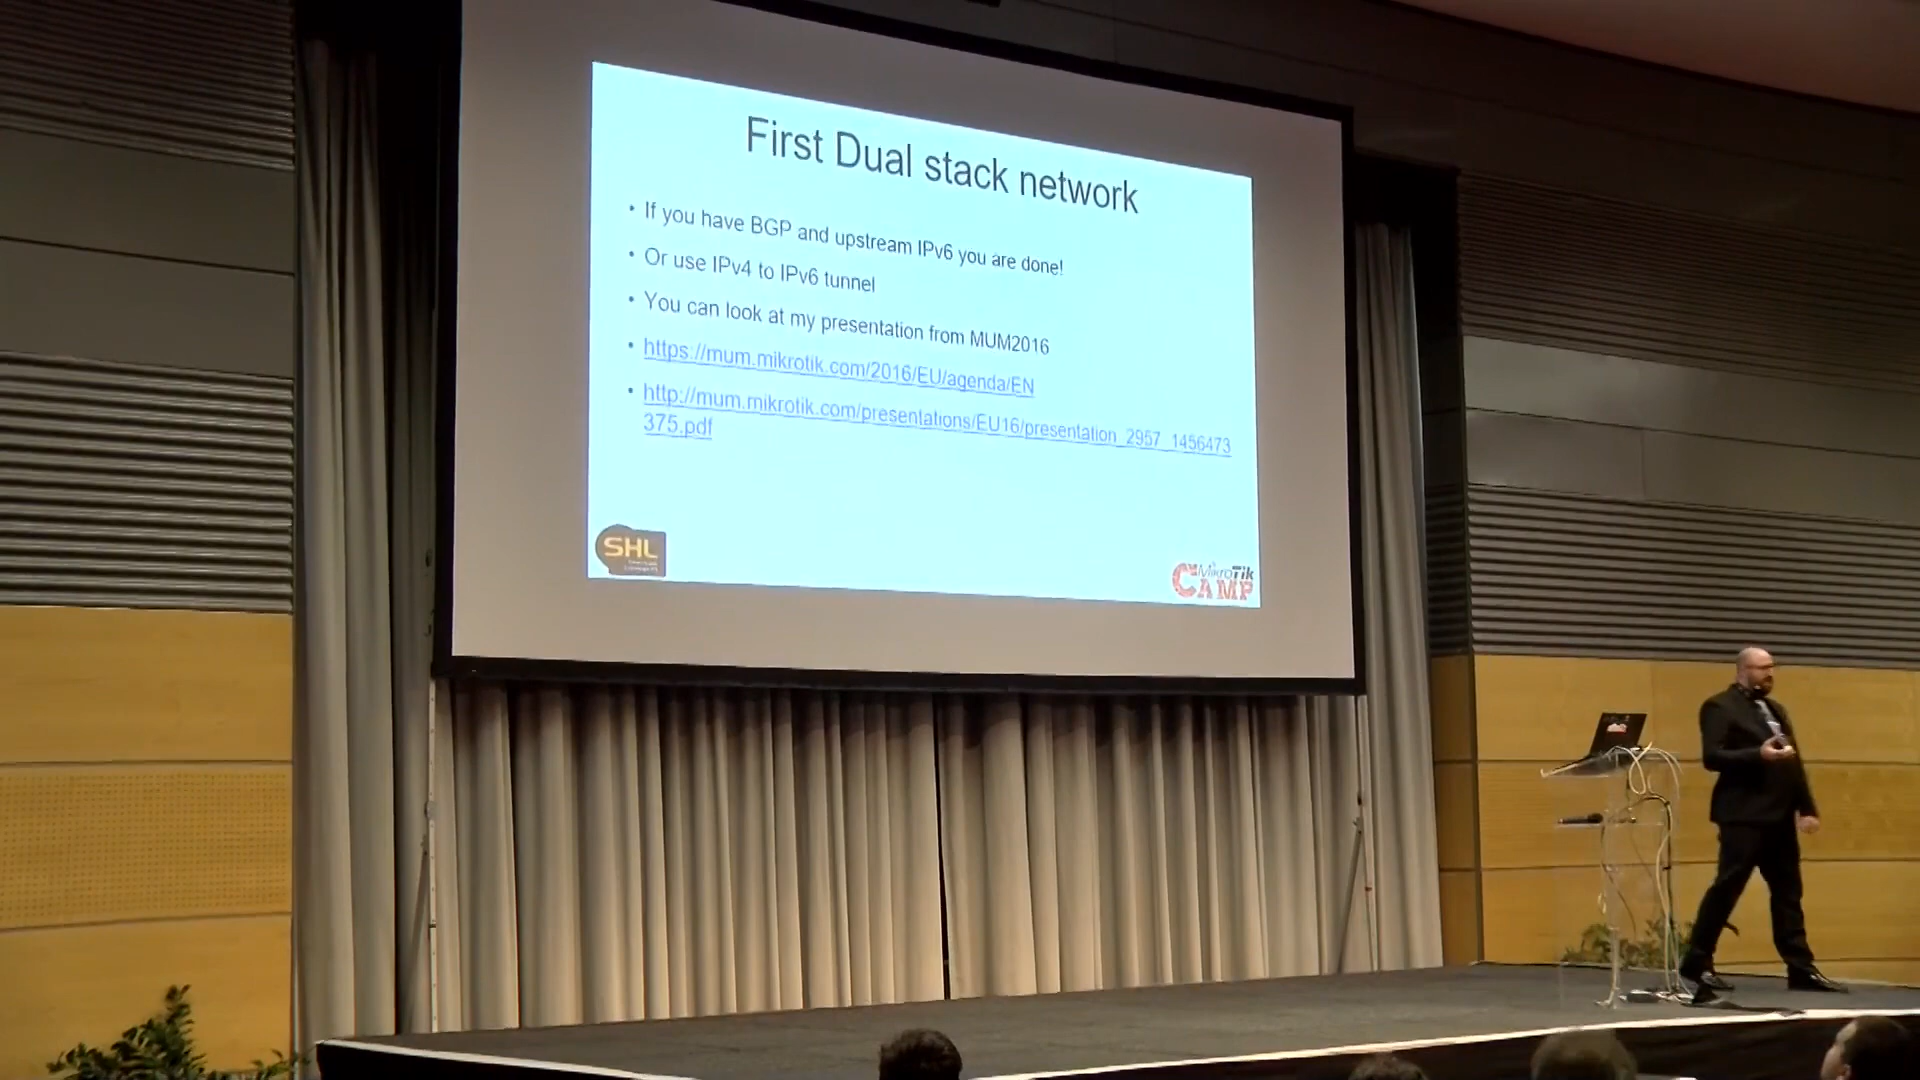 First Dual stack network
• If you have BGP and upstream IPv6 you are done!
• Or use IPv4 to IPv6 tunnel
• You can look at my presentation from MUM2016
• https://mum.mikrotik.com/2016/EU/agenda/EN
• http://mum.mikrotik.com/presentations/EU16/presentation_2957_1456473
375.pdf
SHL
MikroTik
CAMP